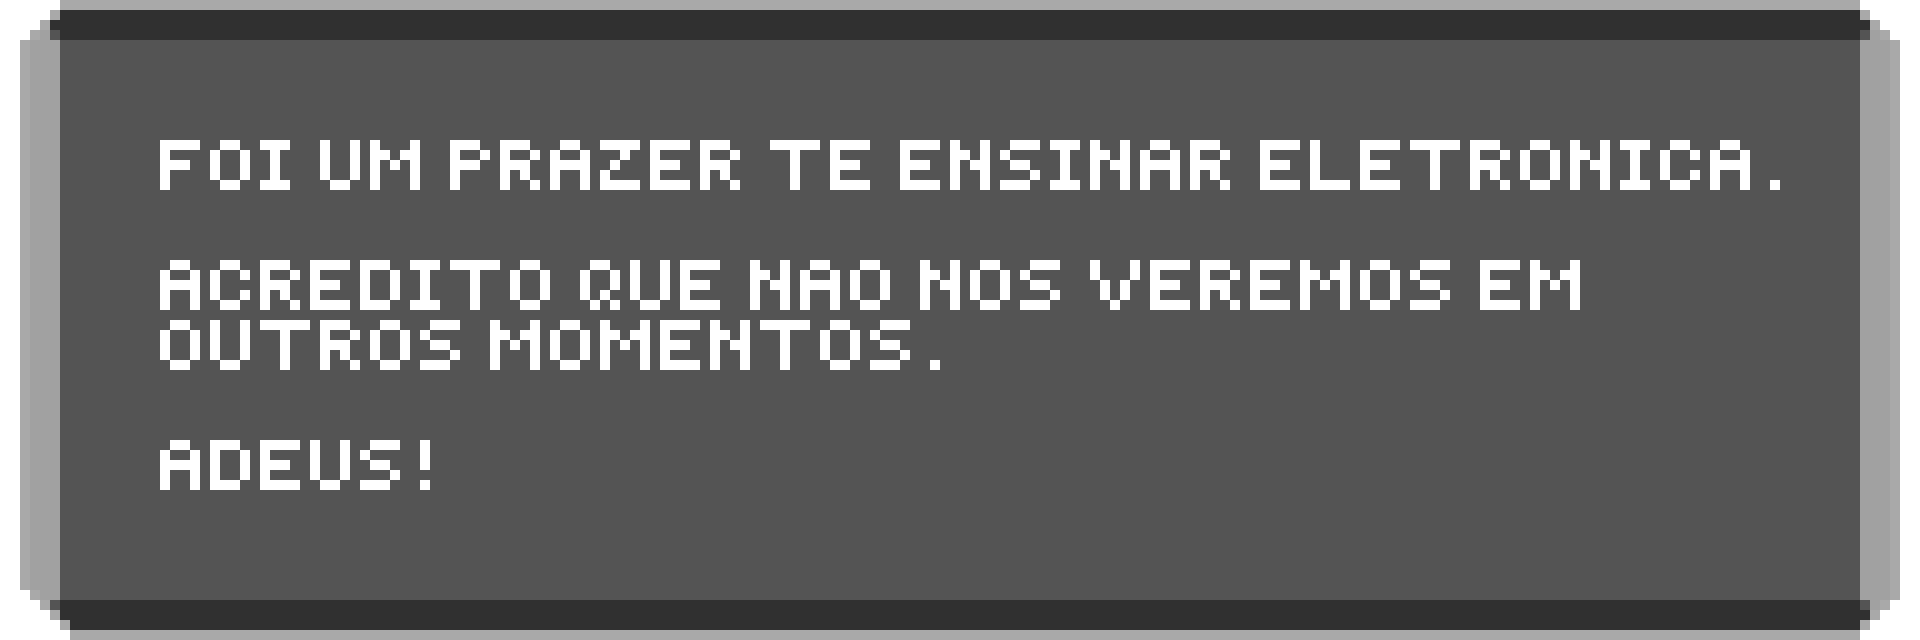 FOI UM PRAZER TE ENSINAR ELETRONICA.
ACREDITO QUE NAO NOS VEREMOS EM
OUTROS MOMENTOS.
ADEUS!